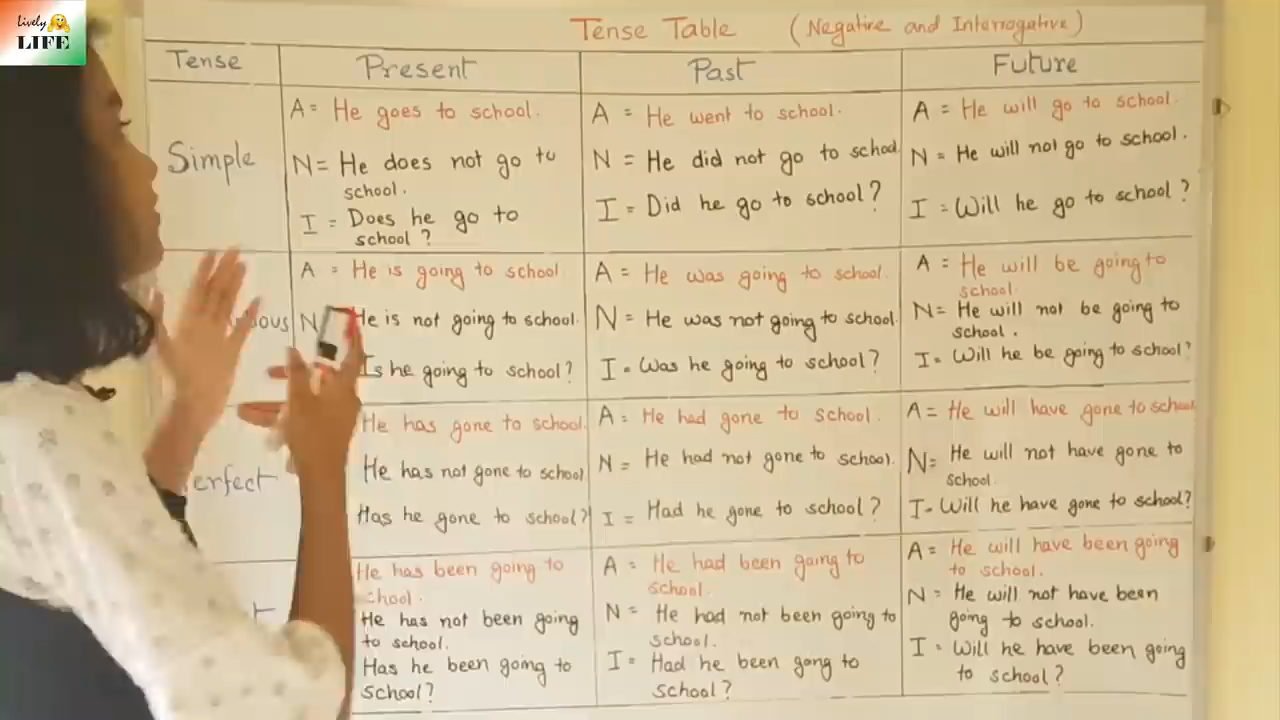 Lively
LIFE
Tense Table (Negative and Interrogative)
Tense
Present
Past
Future
Simple
A = He goes to school.
N = He does not go to
school.
I = Does he go to
school?
A = He went to school.
N = He did not go to school.
I = Did he go to school?
A = He will go to school.
N = He will not go to school.
I = Will he go to school?
A = He is going to school
N He is not going to school.
Is he going to school?
A = He was going to school.
N = He was not going to school.
I = Was he going to school?
A = He will be going to
school.
N = He will not be going to
school.
I = Will he be going to school?
erfect
He has gone to school.
He has not gone to school
Has he gone to school?
A = He had gone to school.
N = He had not gone to school.
I = Had he gone to school?
A = He will have gone to school
N = He will not have gone to
school.
I = Will he have gone to school?
He has been going to
chool.
He has not been going
to school.
Has he been going to
school?
A = He had been going to
school.
N = He had not been going to
school.
I = Had he been gong to
school?
A = He will have been going
to school.
N = He will not have been
going to school.
I = Will he have been going
to school?